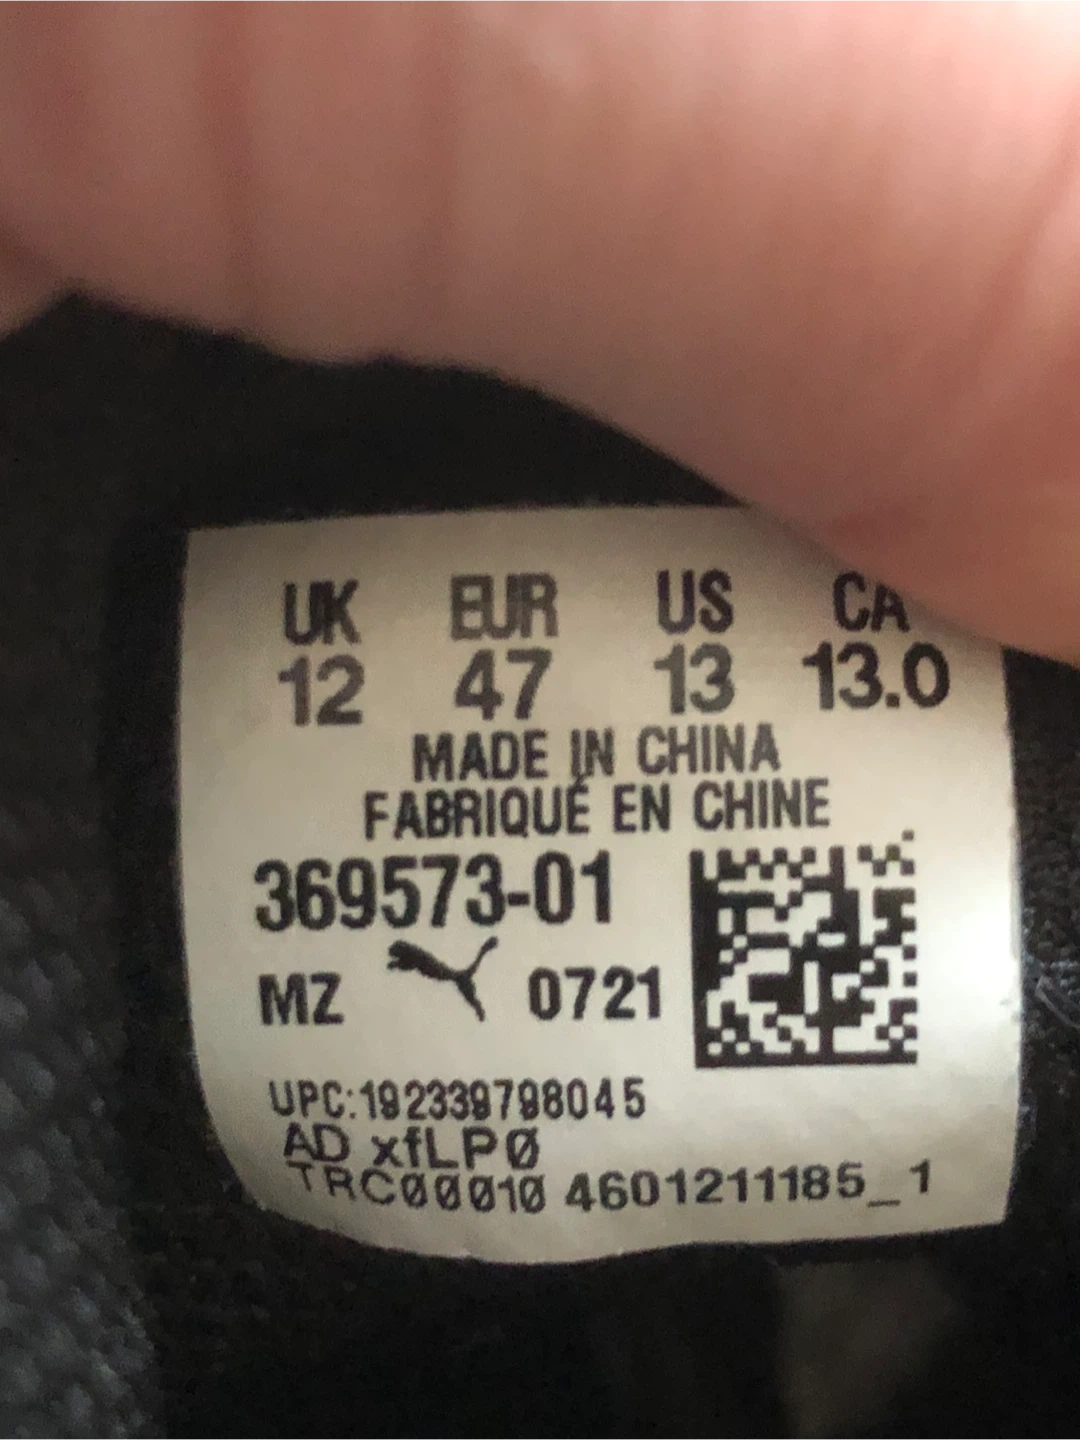 UK EUR US CA
12 47 13 13.0
MADE IN CHINA
FABRIQUÉ EN CHINE
369573-01
MZ 0721
UPC:192339798045
AD xfLPØ
TRCØØØ1Ø 4601211185_1